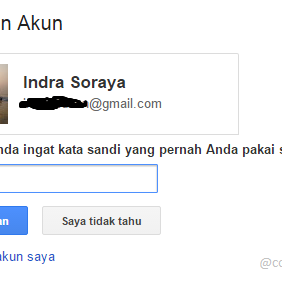 n Akun
Indra Soraya
n@gmail.com
nda ingat kata sandi yang pernah Anda pakai s
an
Saya tidak tahu
akun saya
@co